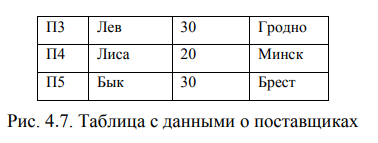 П3 Лев 30 Гродно
П4 Лиса 20 Минск
П5 Бык 30 Брест
Рис. 4.7. Таблица с данными о поставщиках